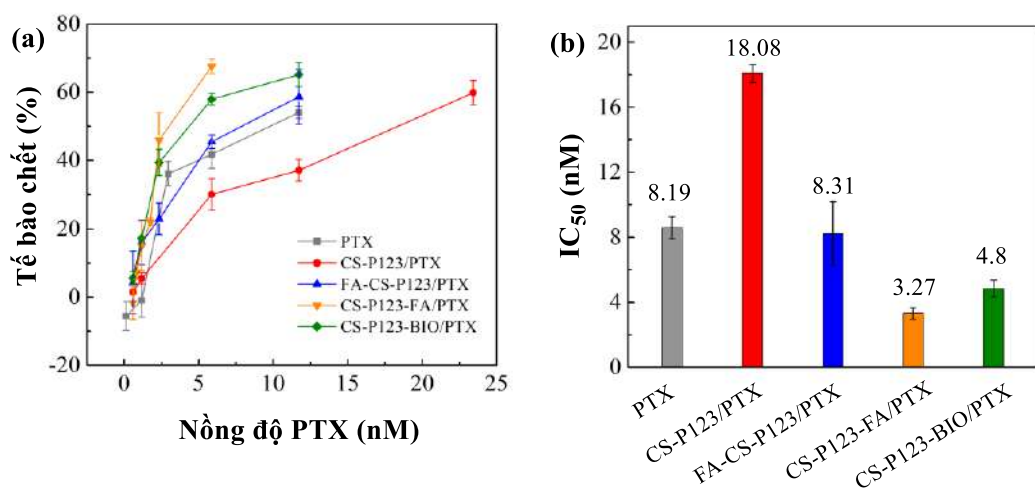 (a)
Té bào chết (%)
80
60
40
20
0
-20
0
5
10
15
20
25
Nồng độ PTX (nM)
PTX
CS-P123/PTX
FA-CS-P123/PTX
CS-P123-FA/PTX
CS-P123-BIO/PTX
(b)
IC50 (nM)
20
16
12
8
4
0
8.19
18.08
8.31
3.27
4.8
PTX
CS-P123/PTX
FA-CS-P123/PTX
CS-P123-FA/PTX
CS-P123-BIO/PTX